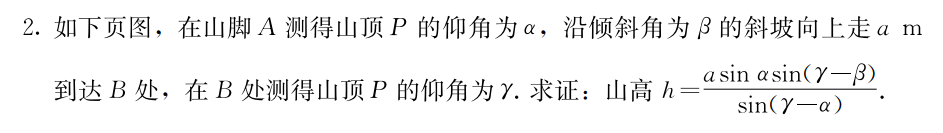 2. 如下页图，在山脚 A 测得山顶 P 的仰角为 α，沿倾斜角为 β 的斜坡向上走 a m
到达 B 处，在 B 处测得山顶 P 的仰角为 γ. 求证：山高 h=\frac{a sin αsin(γ−β)}{sin(γ−α)}.